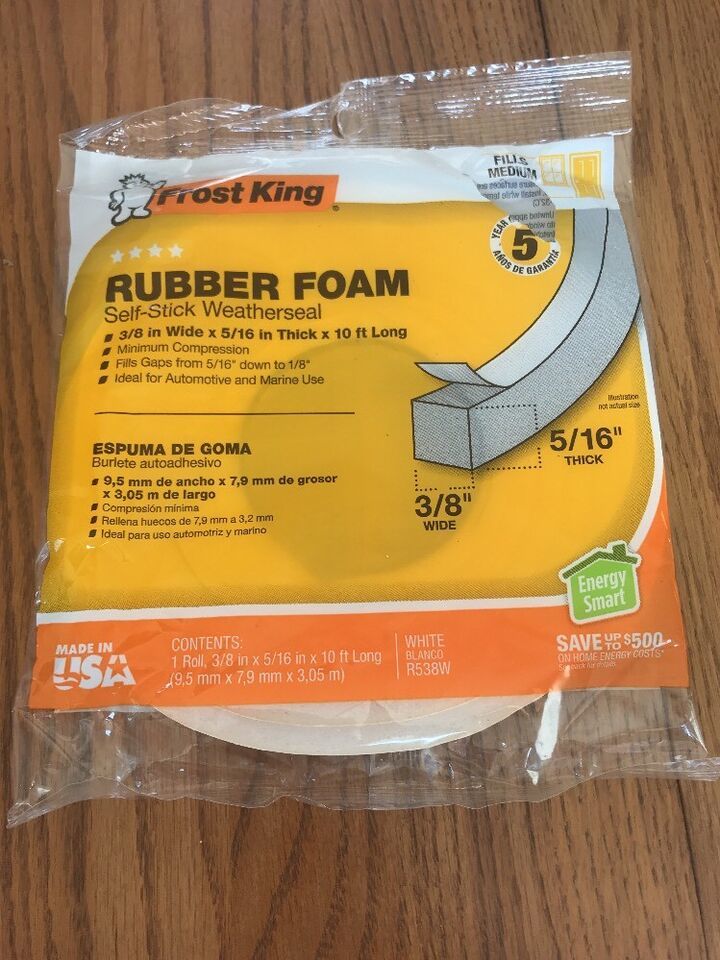 Frost King
FILLS
MEDIUM
5
YEAR
AÑOS DE GARANTÍA
RUBBER FOAM
Self-Stick Weatherseal
3/8 in Wide x 5/16 in Thick x 10 ft Long
Minimum Compression
Fills Gaps from 5/16" down to 1/8"
Ideal for Automotive and Marine Use
Illustration
not actual size
5/16"
THICK
3/8"
WIDE
ESPUMA DE GOMA
Burlete autoadhesivo
9,5 mm de ancho x 7,9 mm de grosor
x 3,05 m de largo
Compresión mínima
Rellena huecos de 7,9 mm a 3,2 mm
Ideal para uso automotriz y marino
Energy
Smart
MADE IN
USA
CONTENTS:
1 Roll, 3/8 in x 5/16 in x 10 ft Long
(9.5 mm x 7,9 mm x 3,05 m)
WHITE
BLANCO
R538W
SAVE UP TO $500
ON HOME ENERGY COSTS*
See back for details